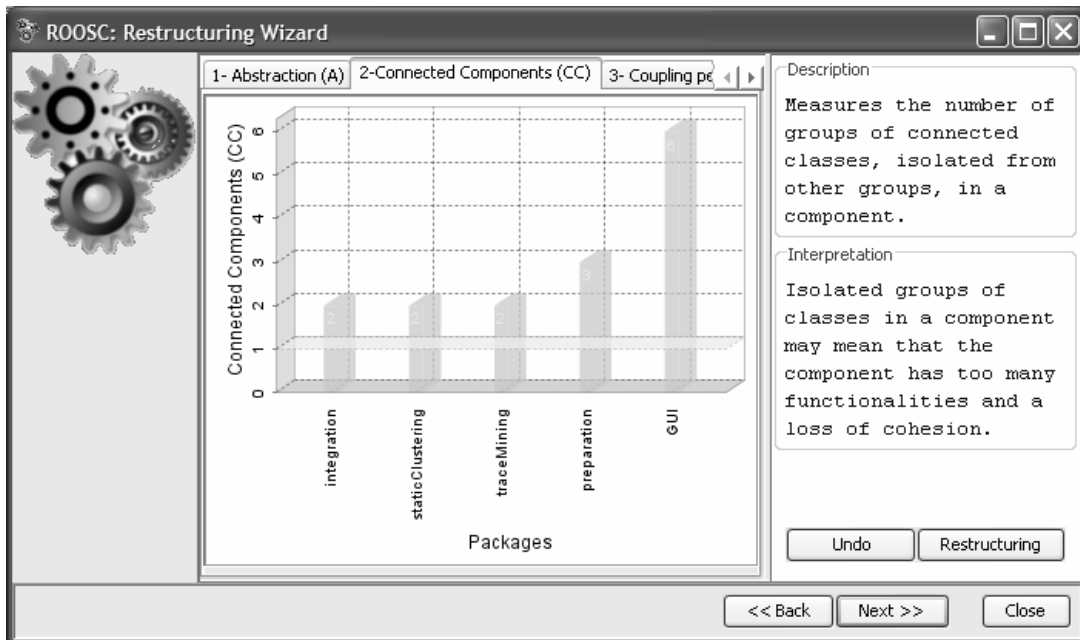 ROOSC: Restructuring Wizard
1- Abstraction (A)
2-Connected Components (CC)
3- Coupling pe
Connected Components (CC)
6
5
4
3
2
1
0
2
2
2
3
6
integration
staticClustering
traceMining
preparation
GUI
Packages
Description
Measures the number of
groups of connected
classes, isolated from
other groups, in a
component.
Interpretation
Isolated groups of
classes in a component
may mean that the
component has too many
functionalities and a
loss of cohesion.
Undo
Restructuring
<< Back
Next >>
Close